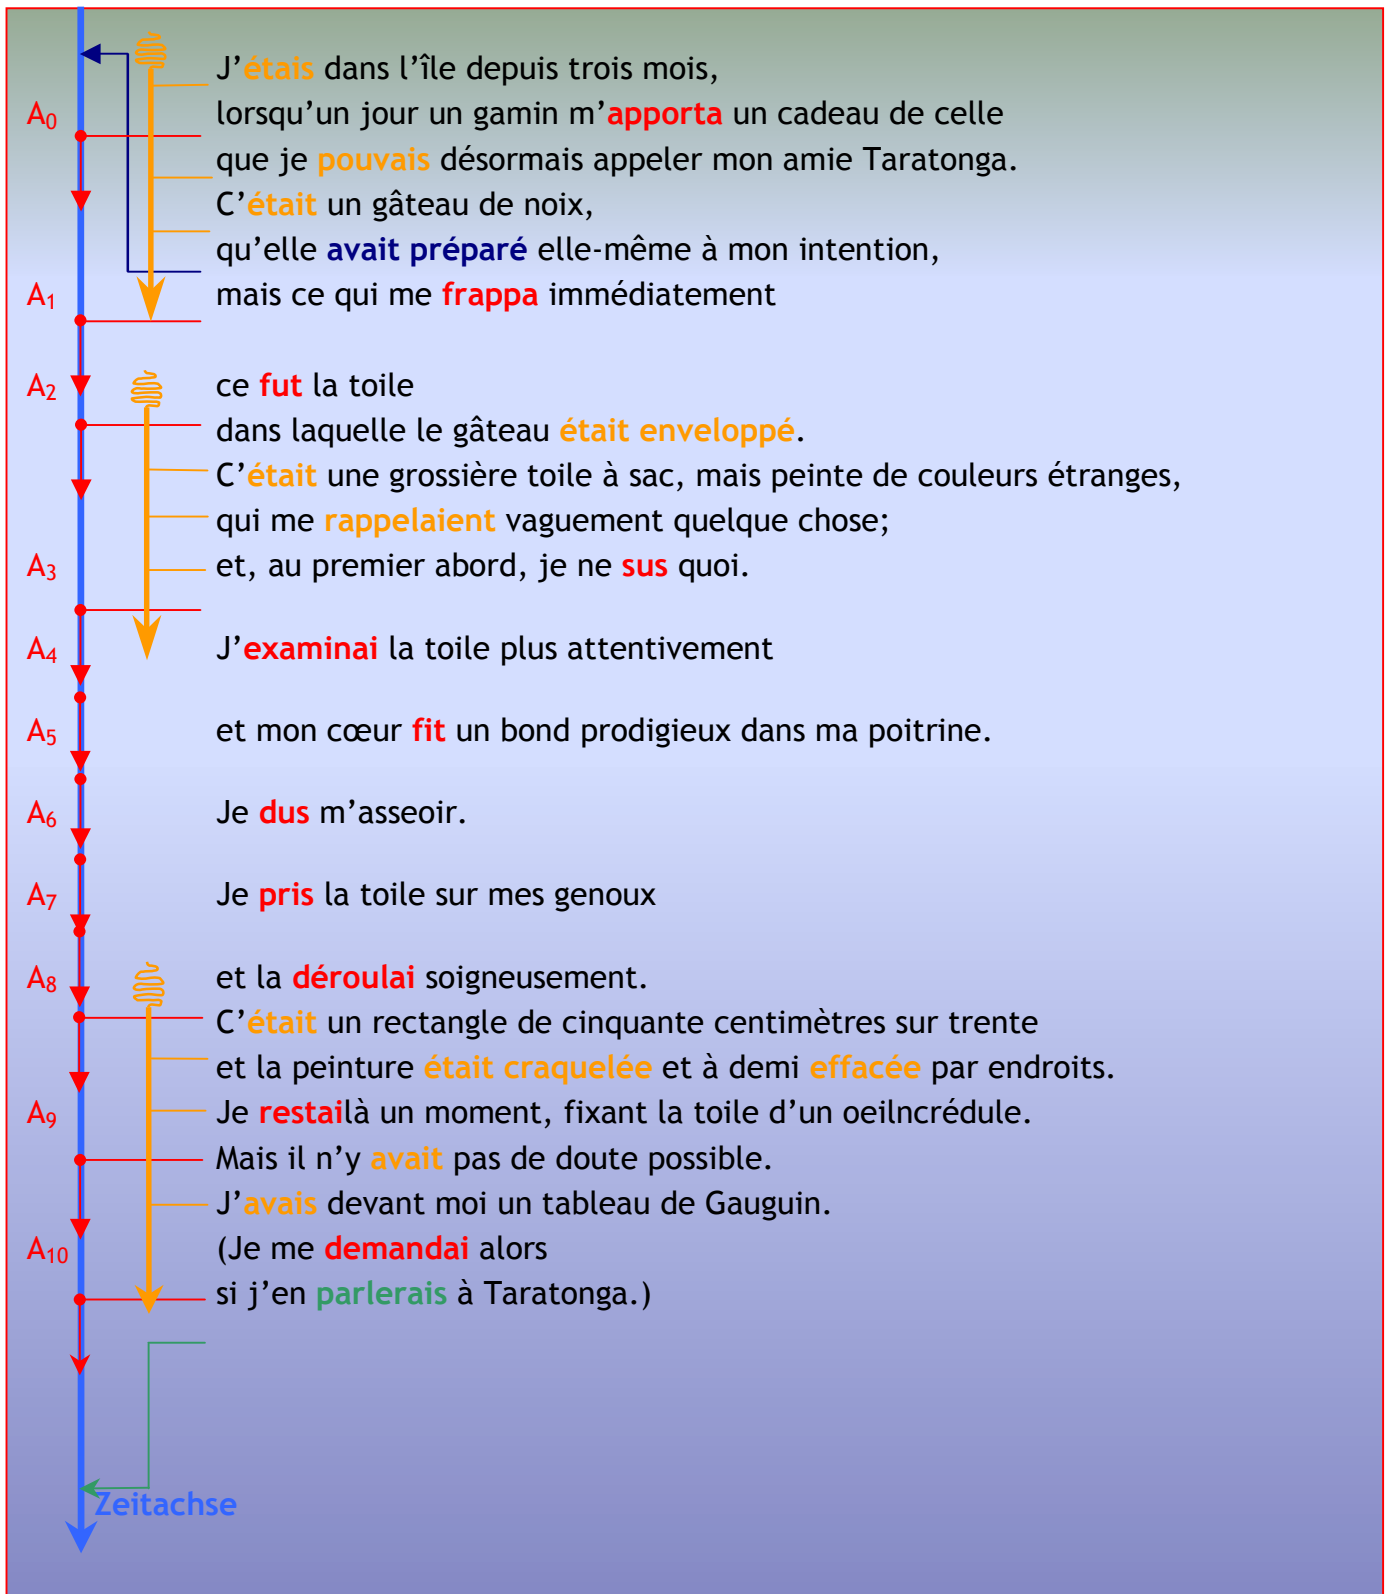 J’étais dans l’île depuis trois mois,
A0 lorsqu’un jour un gamin m’apporta un cadeau de celle
que je pouvais désormais appeler mon amie Taratonga.
C’était un gâteau de noix,
qu’elle avait préparé elle-même à mon intention,
A1 mais ce qui me frappa immédiatement
A2 ce fut la toile
dans laquelle le gâteau était enveloppé.
C’était une grossière toile à sac, mais peinte de couleurs étranges,
qui me rappelaient vaguement quelque chose;
A3 et, au premier abord, je ne sus quoi.
A4 J’examinai la toile plus attentivement
A5 et mon cœur fit un bond prodigieux dans ma poitrine.
A6 Je dus m’asseoir.
A7 Je pris la toile sur mes genoux
A8 et la déroulai soigneusement.
C’était un rectangle de cinquante centimètres sur trente
et la peinture était craquelée et à demi effacée par endroits.
A9 Je restailà un moment, fixant la toile d’un oeilncrédule.
Mais il n’y avait pas de doute possible.
J’avais devant moi un tableau de Gauguin.
A10 (Je me demandai alors
si j’en parlerais à Taratonga.)
Zeitachse